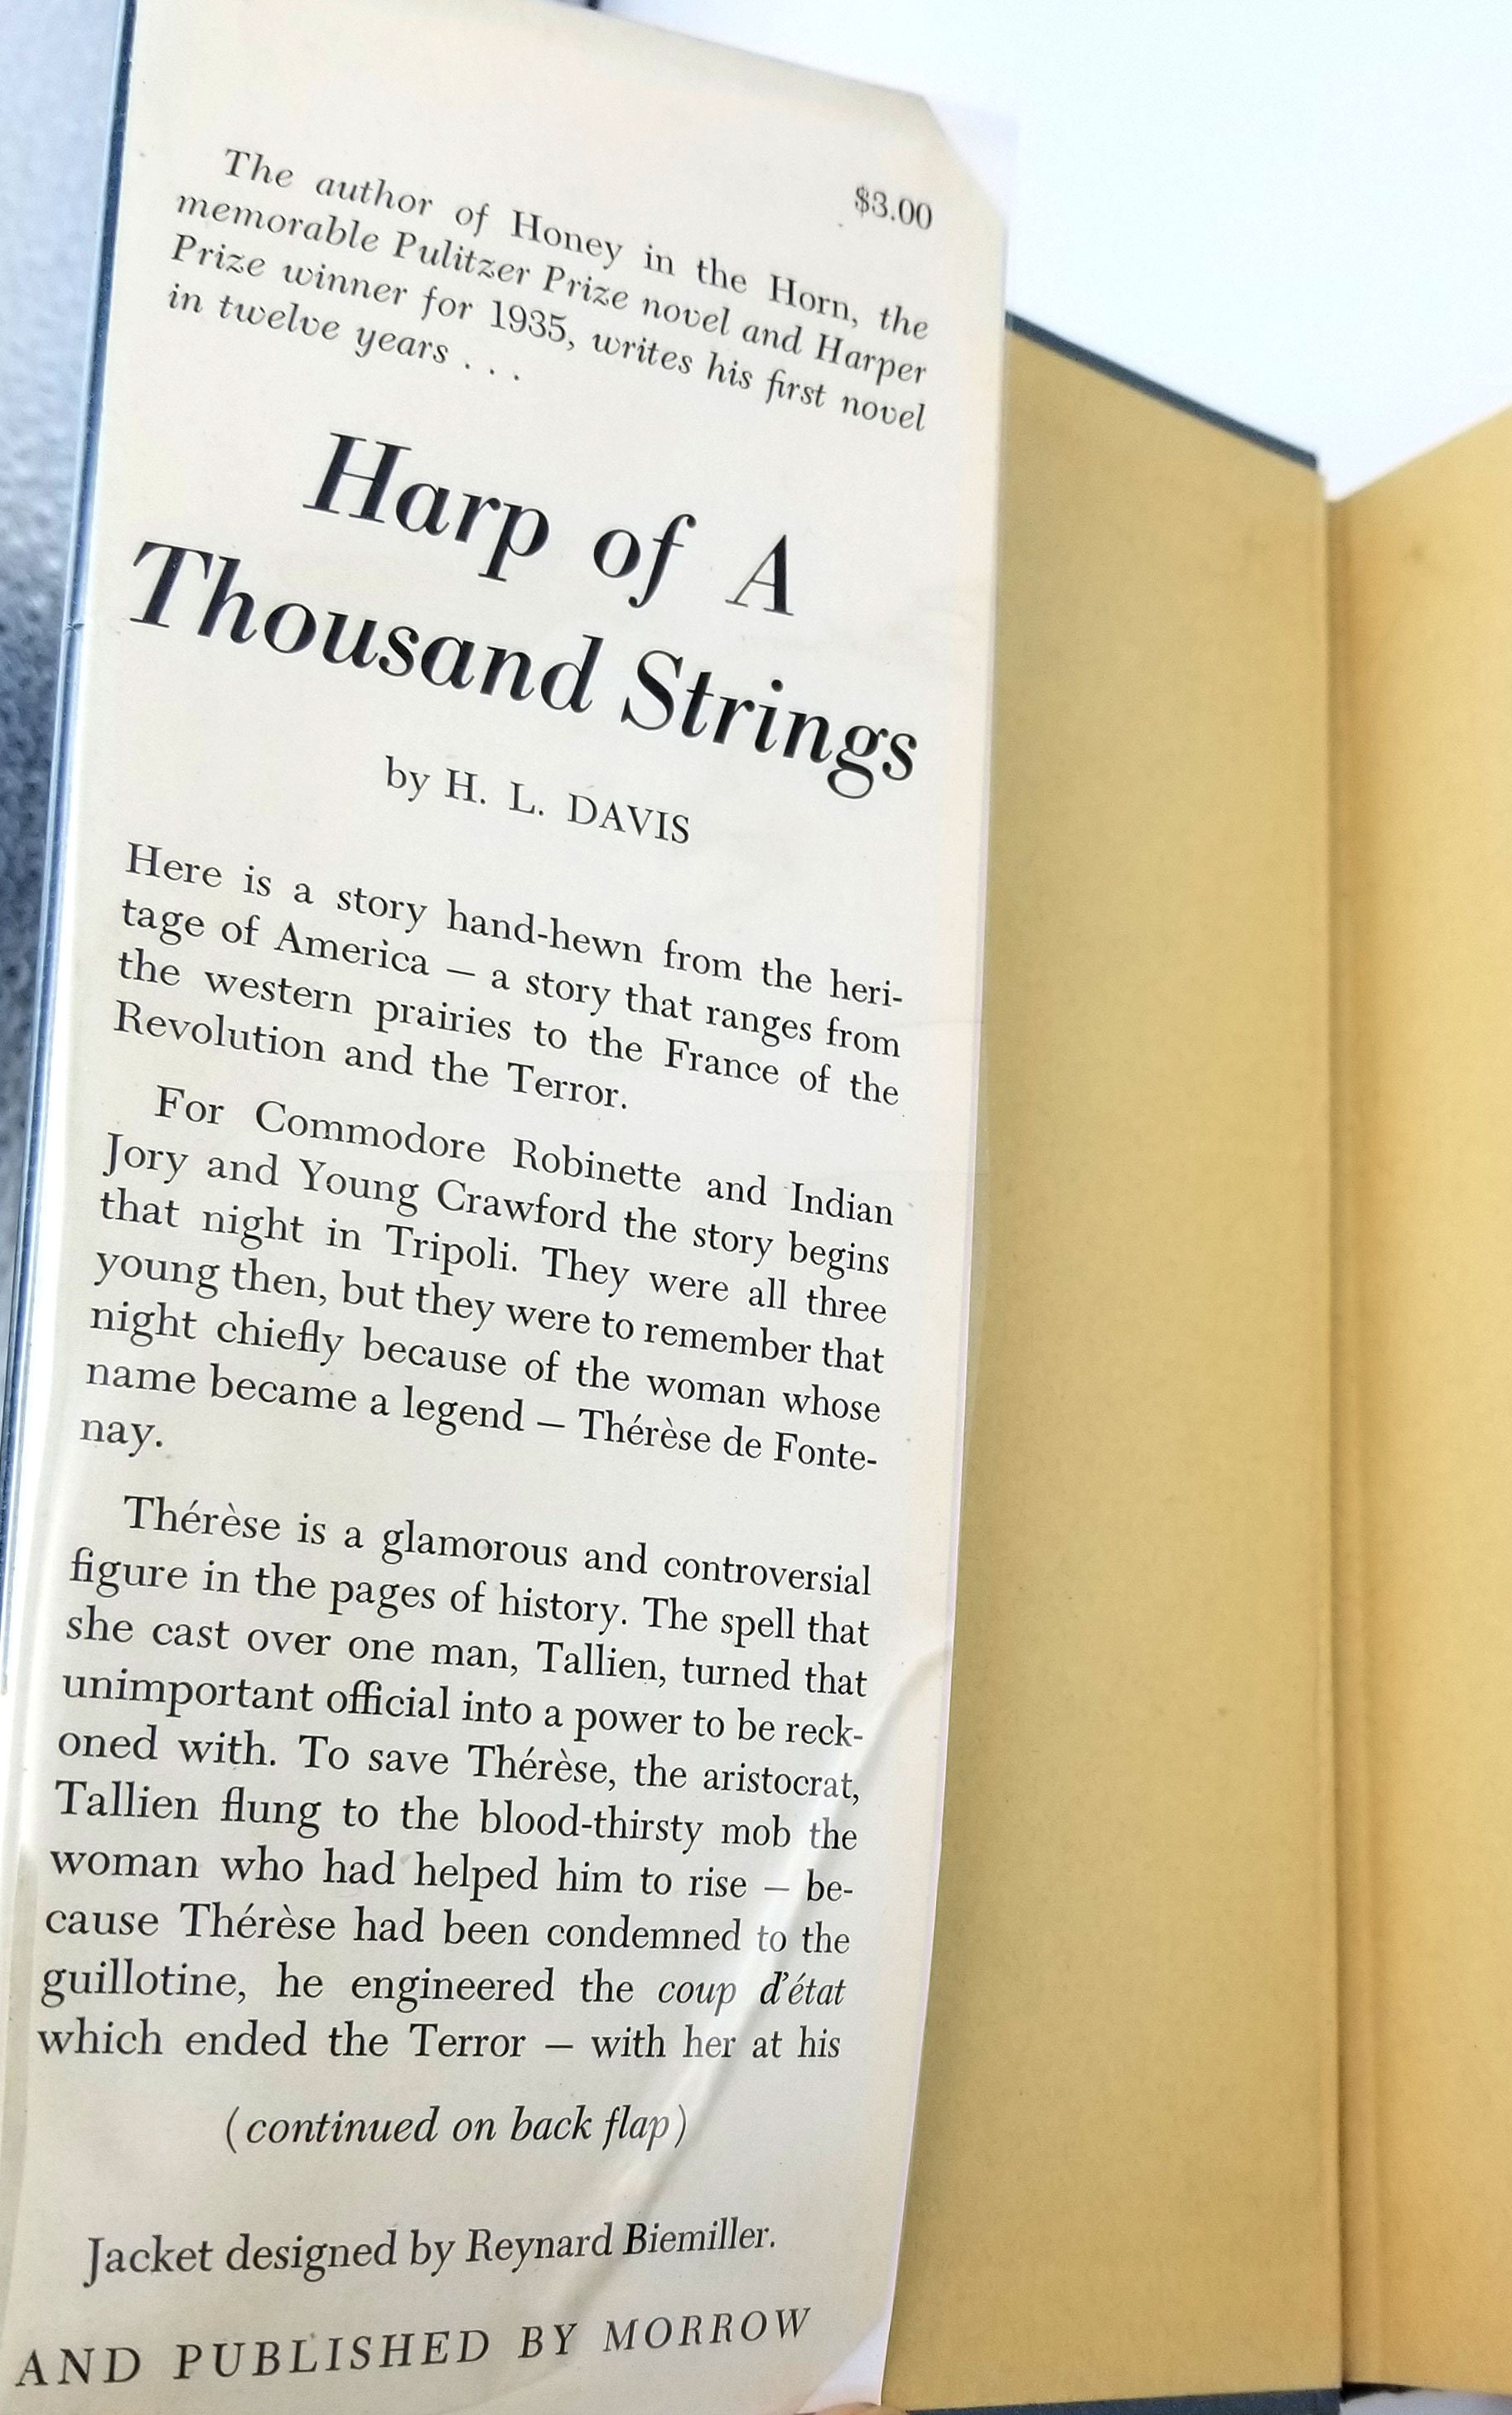 $3.00
The author of Honey in the Horn, the
memorable Pulitzer Prize novel and Harper
Prize winner for 1935, writes his first novel
in twelve years . . .
Harp of A
Thousand Strings
by H. L. DAVIS
Here is a story hand-hewn from the heri-
tage of America – a story that ranges from
the western prairies to the France of the
Revolution and the Terror.
For Commodore Robinette and Indian
Jory and Young Crawford the story begins
that night in Tripoli. They were all three
young then, but they were to remember that
night chiefly because of the woman whose
name became a legend – Thérèse de Fonte-
nay.
Thérèse is a glamorous and controversial
figure in the pages of history. The spell that
she cast over one man, Tallien, turned that
unimportant official into a power to be reck-
oned with. To save Thérèse, the aristocrat,
Tallien flung to the blood-thirsty mob the
woman who had helped him to rise – be-
cause Thérèse had been condemned to the
guillotine, he engineered the coup d'état
which ended the Terror – with her at his
(continued on back flap)
Jacket designed by Reynard Biemiller.
AND PUBLISHED BY MORROW